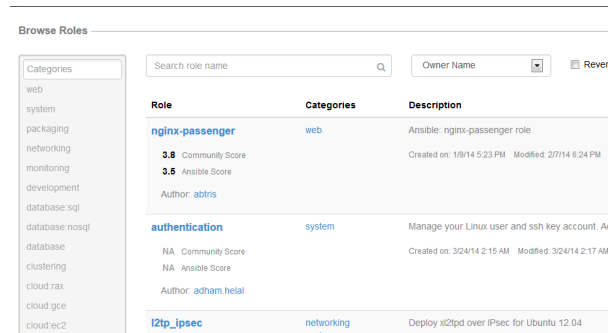 Browse Roles
Categories
web
system
packaging
networking
monitoring
development
database:sql
database:nosql
database
clustering
cloud:rax
cloud:gce
cloud:ec2
Search role name
Owner Name
Role Categories Description
nginx-passenger web Ansible: nginx-passenger role
3.8 Community Score Created on: 1/9/14 5:23 PM Modified: 2/7/14 6:24 PM
3.5 Ansible Score
Author: abtris
authentication system Manage your Linux user and ssh key account.
NA Community Score Created on: 3/24/14 2:15 AM Modified: 3/24/14 2:17 AM
NA Ansible Score
Author: adham.helal
l2tp_ipsec networking Deploy xl2tpd over IPsec for Ubuntu 12.04